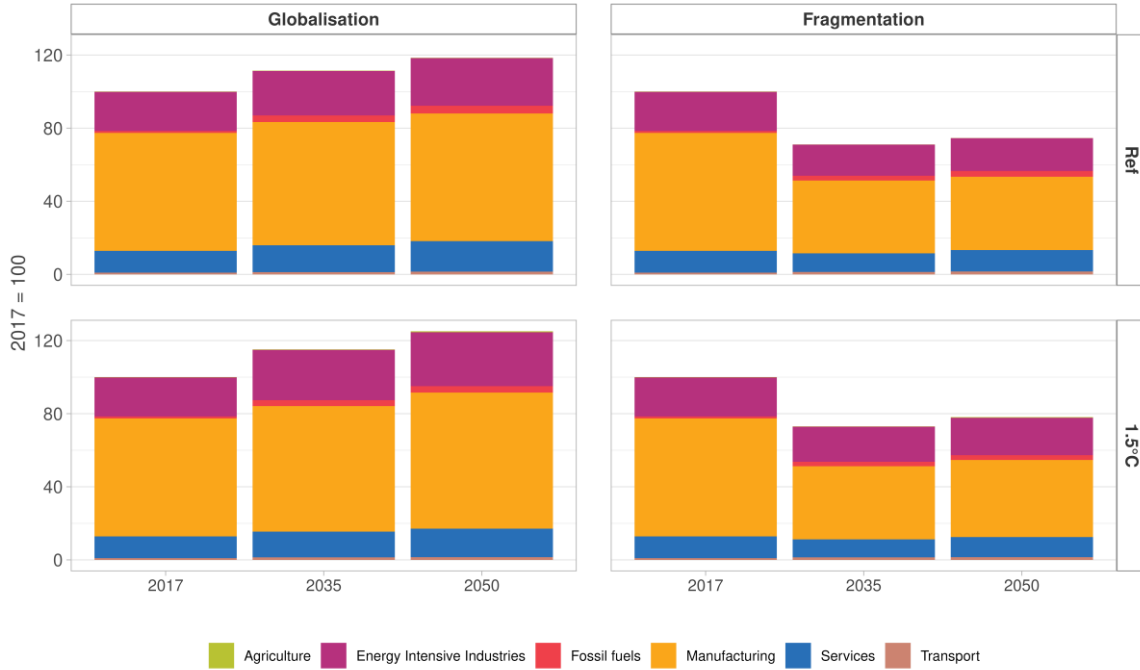 Globalisation
Fragmentation
120
80
40
0
Ref
120
80
40
0
1.5°C
2017 = 100
2017 2035 2050
2017 2035 2050
Agriculture Energy Intensive Industries Fossil fuels Manufacturing Services Transport